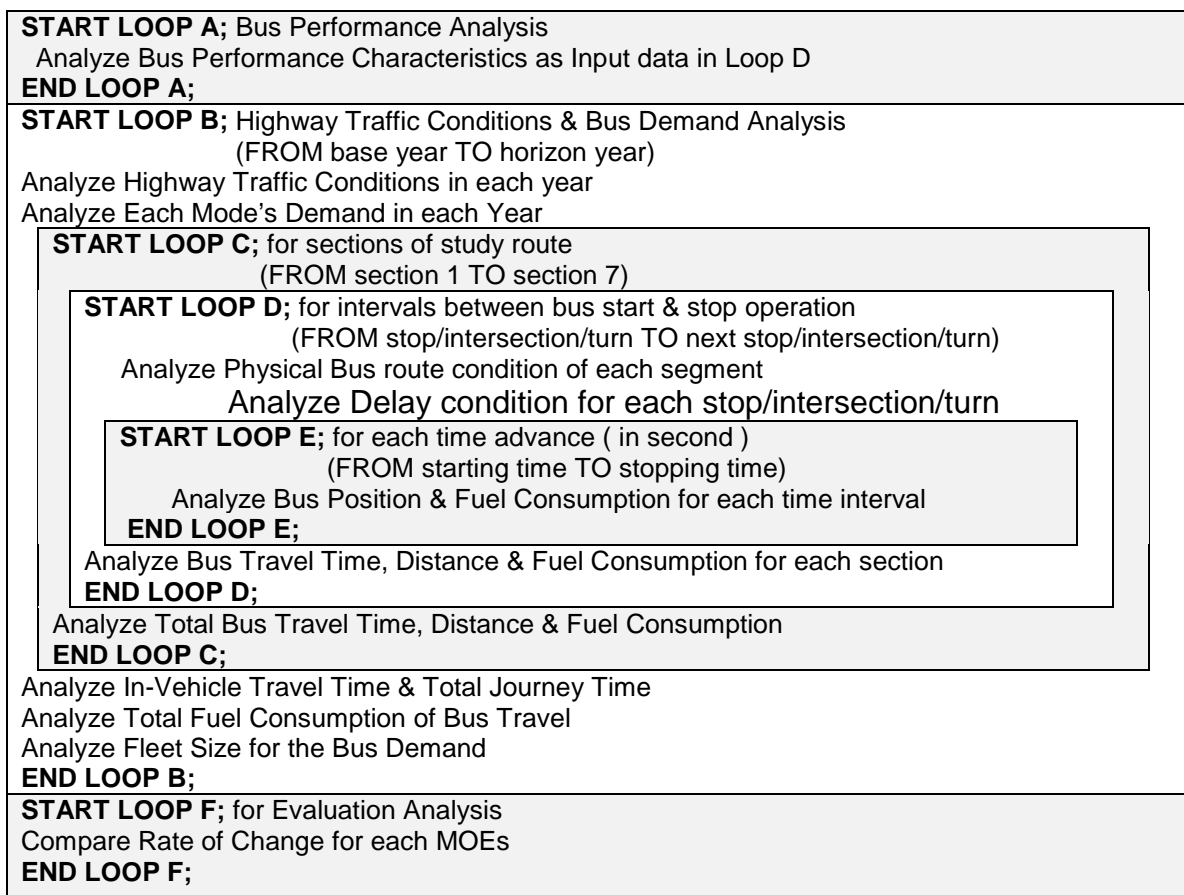 START LOOP A; Bus Performance Analysis
Analyze Bus Performance Characteristics as Input data in Loop D
END LOOP A;
START LOOP B; Highway Traffic Conditions & Bus Demand Analysis
(FROM base year TO horizon year)
Analyze Highway Traffic Conditions in each year
Analyze Each Mode's Demand in each Year
START LOOP C; for sections of study route
(FROM section 1 TO section 7)
START LOOP D; for intervals between bus start & stop operation
(FROM stop/intersection/turn TO next stop/intersection/turn)
Analyze Physical Bus route condition of each segment
Analyze Delay condition for each stop/intersection/turn
START LOOP E; for each time advance ( in second )
(FROM starting time TO stopping time)
Analyze Bus Position & Fuel Consumption for each time interval
END LOOP E;
Analyze Bus Travel Time, Distance & Fuel Consumption for each section
END LOOP D;
Analyze Total Bus Travel Time, Distance & Fuel Consumption
END LOOP C;
Analyze In-Vehicle Travel Time & Total Journey Time
Analyze Total Fuel Consumption of Bus Travel
Analyze Fleet Size for the Bus Demand
END LOOP B;
START LOOP F; for Evaluation Analysis
Compare Rate of Change for each MOEs
END LOOP F;